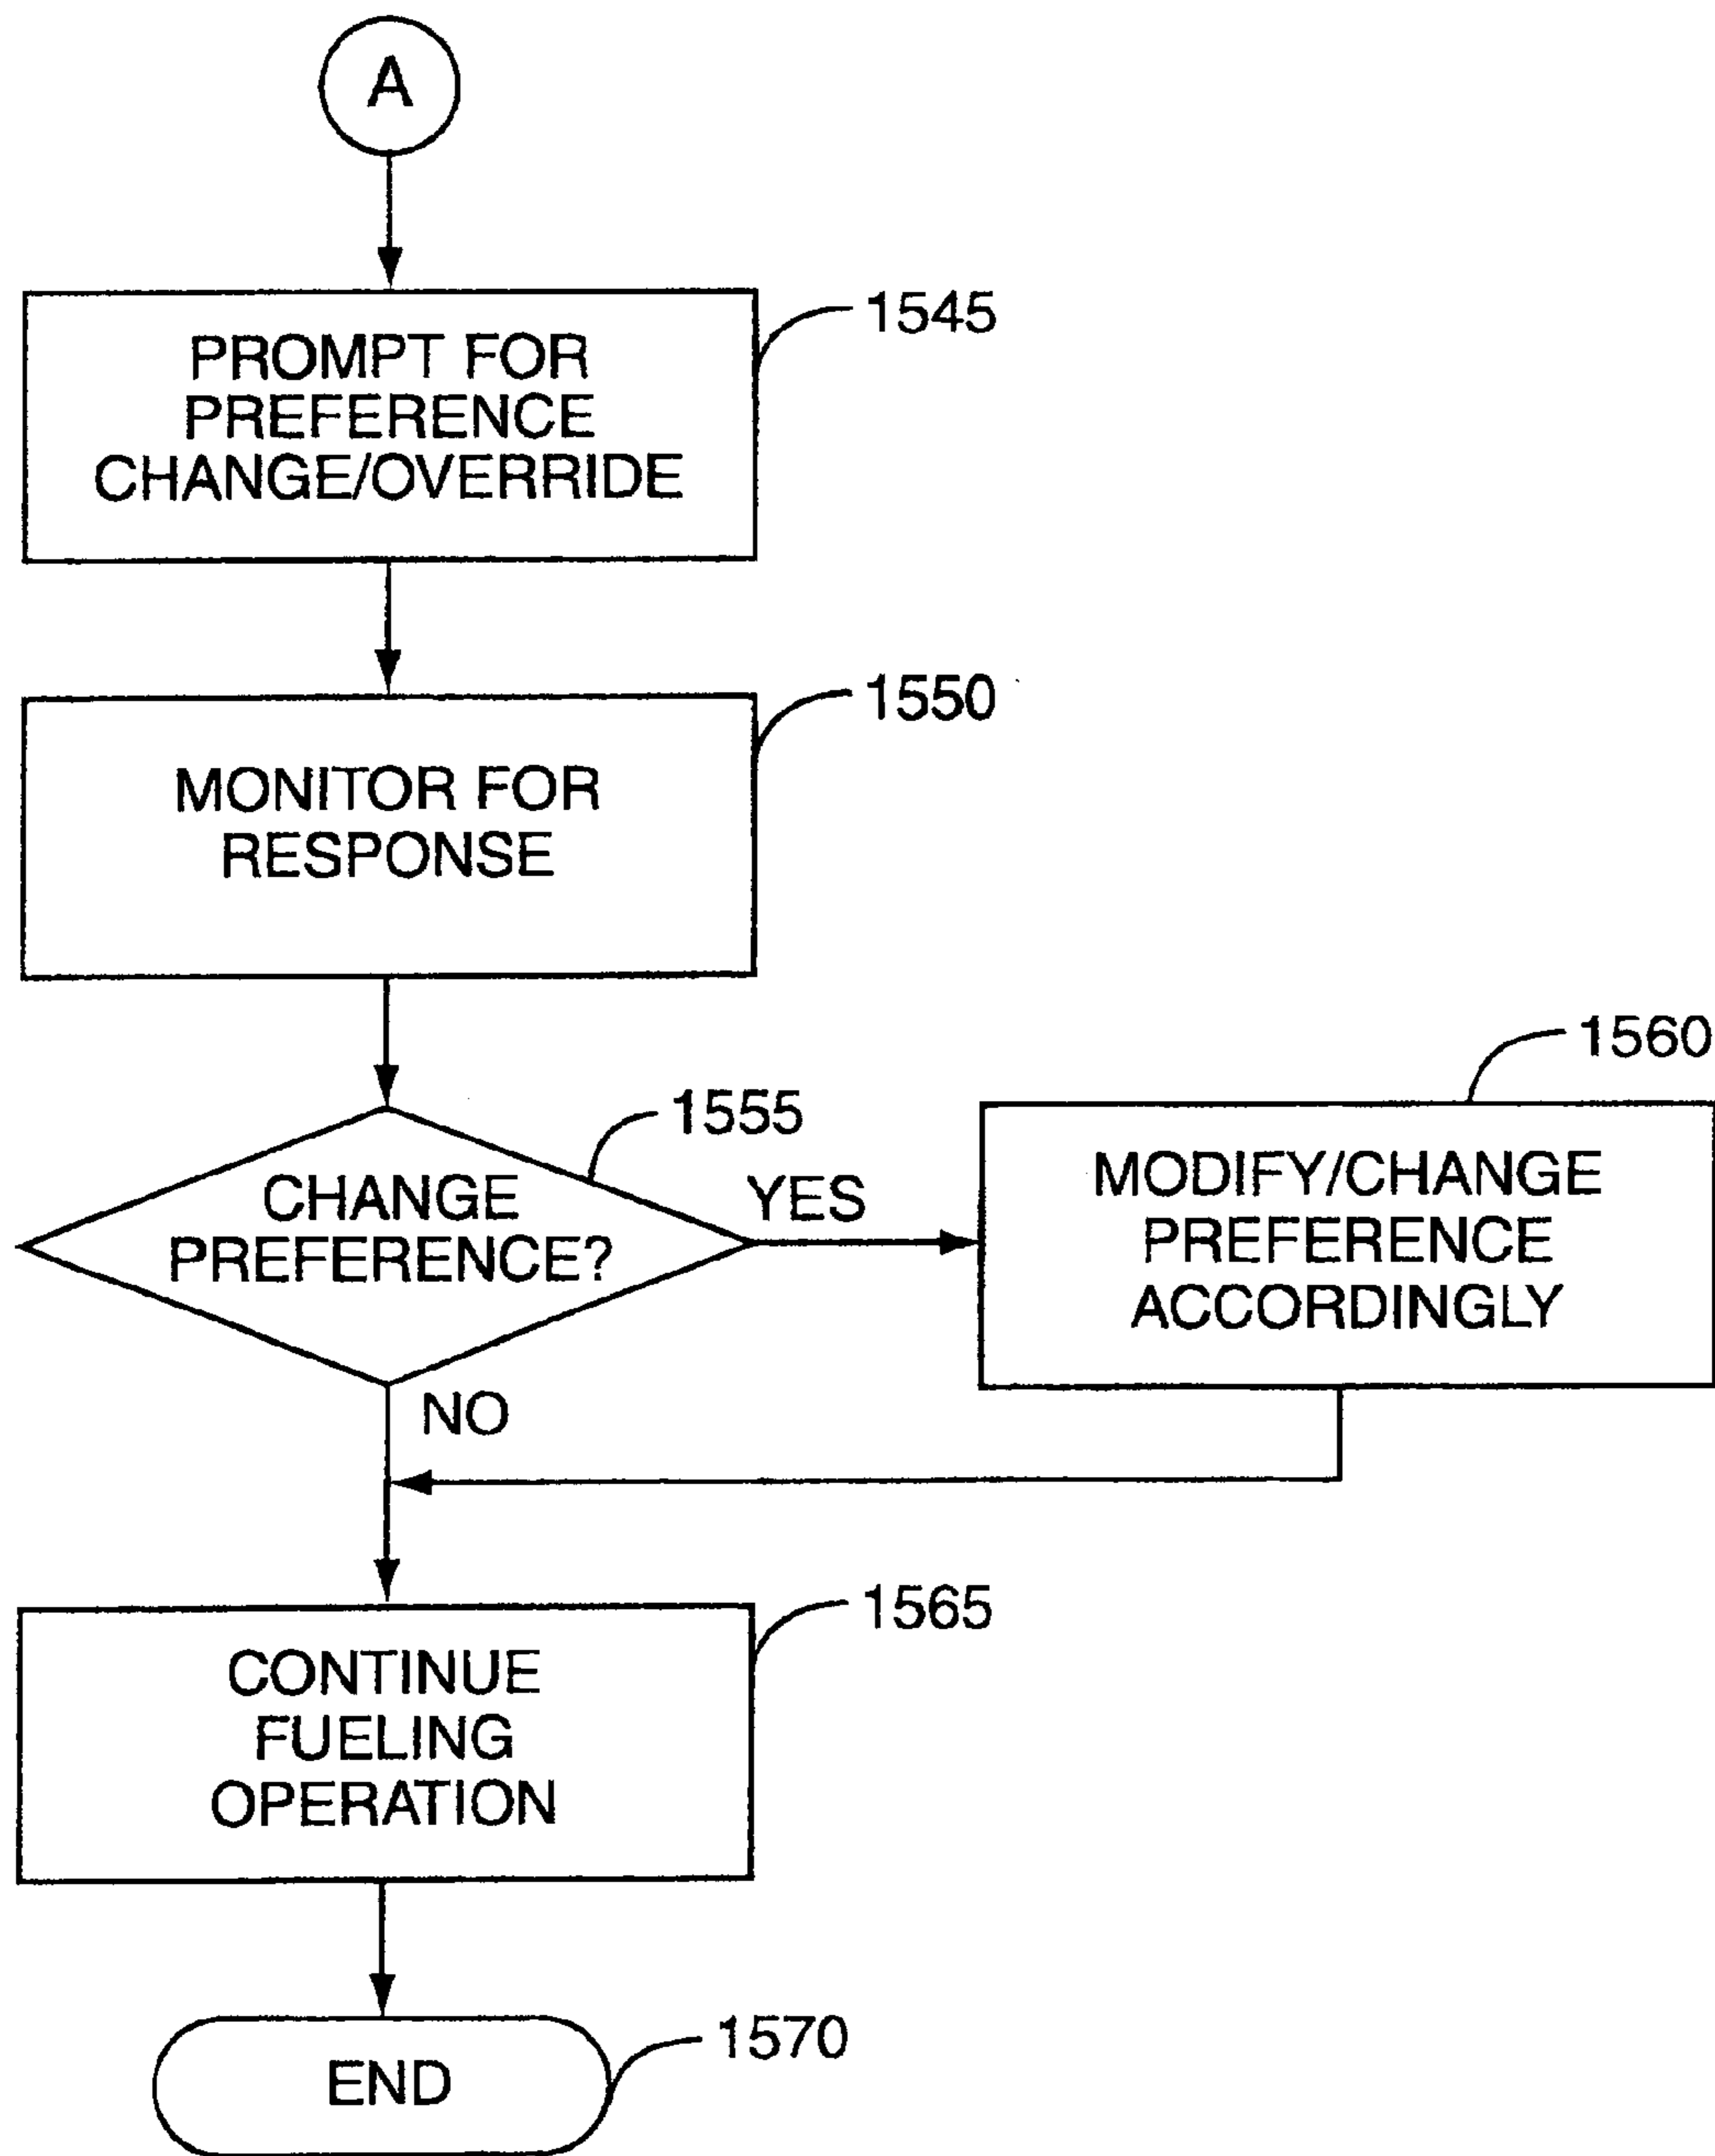 A
1545
PROMPT FOR
PREFERENCE
CHANGE/OVERRIDE
1550
MONITOR FOR
RESPONSE
1555
CHANGE
PREFERENCE?
YES
1560
MODIFY/CHANGE
PREFERENCE
ACCORDINGLY
NO
1565
CONTINUE
FUELING
OPERATION
1570
END